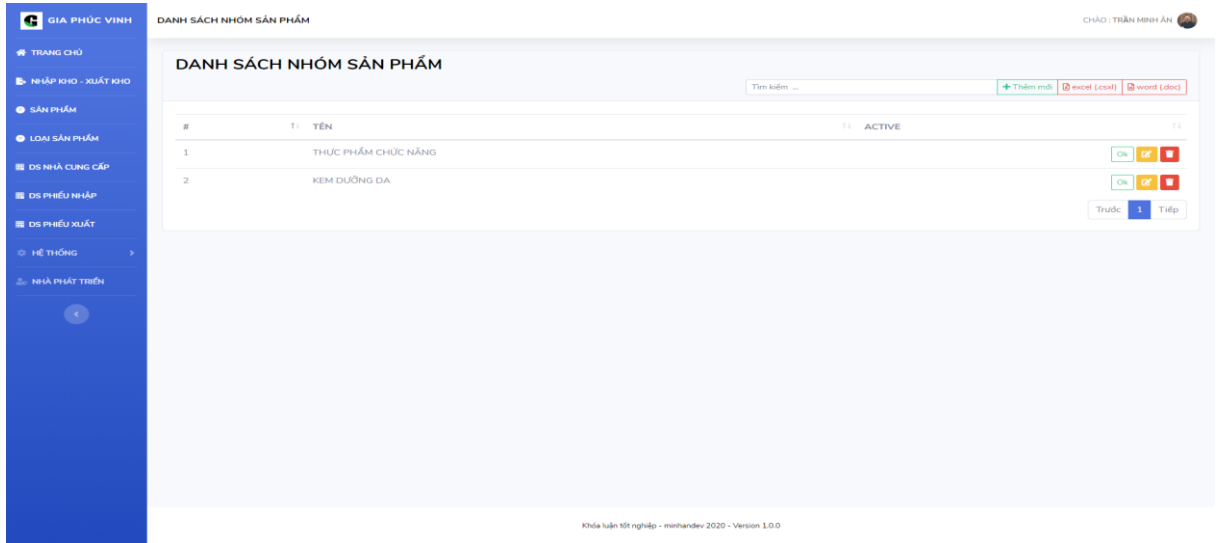 GIA PHÚC VINH
DANH SÁCH NHÓM SẢN PHẨM
CHÀO : TRẦN MINH ÂN
TRANG CHỦ
NHẬP KHO - XUẤT KHO
SẢN PHẨM
LOẠI SẢN PHẨM
DS NHÀ CUNG CẤP
DS PHIẾU NHẬP
DS PHIẾU XUẤT
HỆ THỐNG
NHÀ PHÁT TRIỂN
DANH SÁCH NHÓM SẢN PHẨM
Tìm kiếm ... Thêm mới excel (.csxl) word (.doc)
# TÊN ACTIVE
1 THỰC PHẨM CHỨC NĂNG Ok
2 KEM DƯỠNG DA Ok
Trước 1 Tiếp
Khóa luận tốt nghiệp - minhandev 2020 - Version 1.0.0